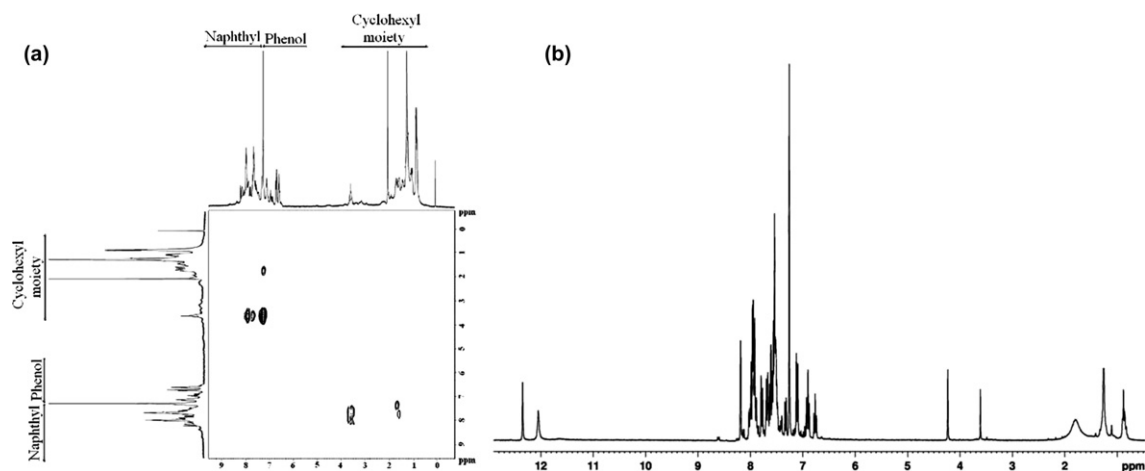 Cyclohexyl
moiety
Naphthyl Phenol
(a)
(b)
ppm
0
1
2
3
4
5
6
7
8
9
ppm
Cyclohexyl
moiety
Naphthyl Phenol
9 8 7 6 5 4 3 2 1 0
12 11 10 9 8 7 6 4 2 ppm